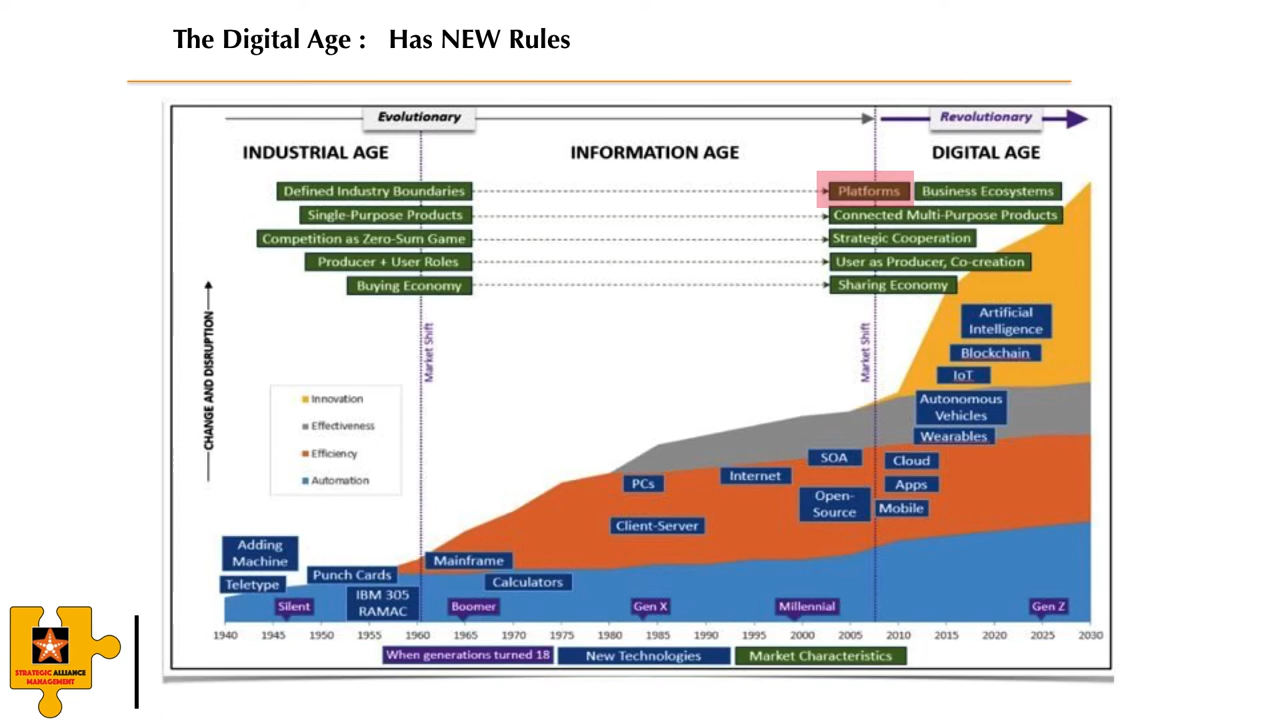 The Digital Age : Has NEW Rules
Evolutionary
Revolutionary
INDUSTRIAL AGE
INFORMATION AGE
DIGITAL AGE
Defined Industry Boundaries
Platforms
Business Ecosystems
Single-Purpose Products
Connected Multi-Purpose Products
Competition as Zero-Sum Game
Strategic Cooperation
Producer + User Roles
User as Producer, Co-creation
Buying Economy
Sharing Economy
CHANGE AND DISRUPTION
Market Shift
Market Shift
Innovation
Effectiveness
Efficiency
Automation
Artificial
Intelligence
Blockchain
IoT
Autonomous
Vehicles
Wearables
Cloud
Apps
Mobile
SOA
Open-
Source
Internet
PCs
Client-Server
Mainframe
Calculators
Adding
Machine
Teletype
Punch Cards
IBM 305
RAMAC
Silent
Boomer
Gen X
Millennial
Gen Z
1940 1945 1950 1955 1960 1965 1970 1975 1980 1985 1990 1995 2000 2005 2010 2015 2020 2025 2030
When generations turned 18
New Technologies
Market Characteristics
STRATEGIC ALLIANCE
MANAGEMENT